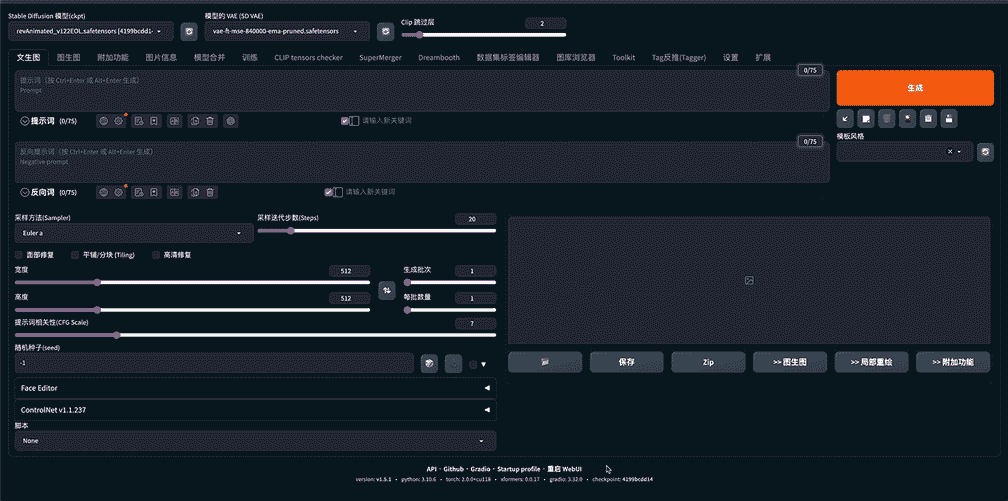 Stable Diffusion 模型(ckpt)
模型的 VAE (SD VAE)
Clip 跳过层
2
revAnimated_v122EOL.safetensors [4199bcdd1-
vae-ft-mse-840000-ema-pruned.safetensors
文生图 图生图 附加功能 图片信息 模型合并 训练 CLIP tensors checker SuperMerger Dreambooth 数据集标签编辑器 图库浏览器 Toolkit Tag反推(Tagger) 设置 扩展
提示词（按 Ctrl+Enter 或 Alt+Enter 生成）
Prompt
0/75
生成
提示词 (0/75)
请输入新关键词
反向提示词（按 Ctrl+Enter 或 Alt+Enter 生成）
Negative prompt
0/75
模板风格
反向词 (0/75)
请输入新关键词
采样方法(Sampler)
采样迭代步数(Steps)
20
Euler a
面部修复 平铺/分块 (Tiling) 高清修复
宽度 512
生成批次 1
高度 512
每批数量 1
提示词相关性(CFG Scale) 7
随机种子(seed)
-1
保存 Zip >> 图生图 >> 局部重绘 >> 附加功能
Face Editor
ControlNet v1.1.237
脚本
None
API · Github · Gradio · Startup profile · 重启 WebUI
version: v1.5.1 • python: 3.10.6 • torch: 2.0.0+cu118 • xformers: 0.0.17 • gradio: 3.32.0 • checkpoint: 4199bcdd14